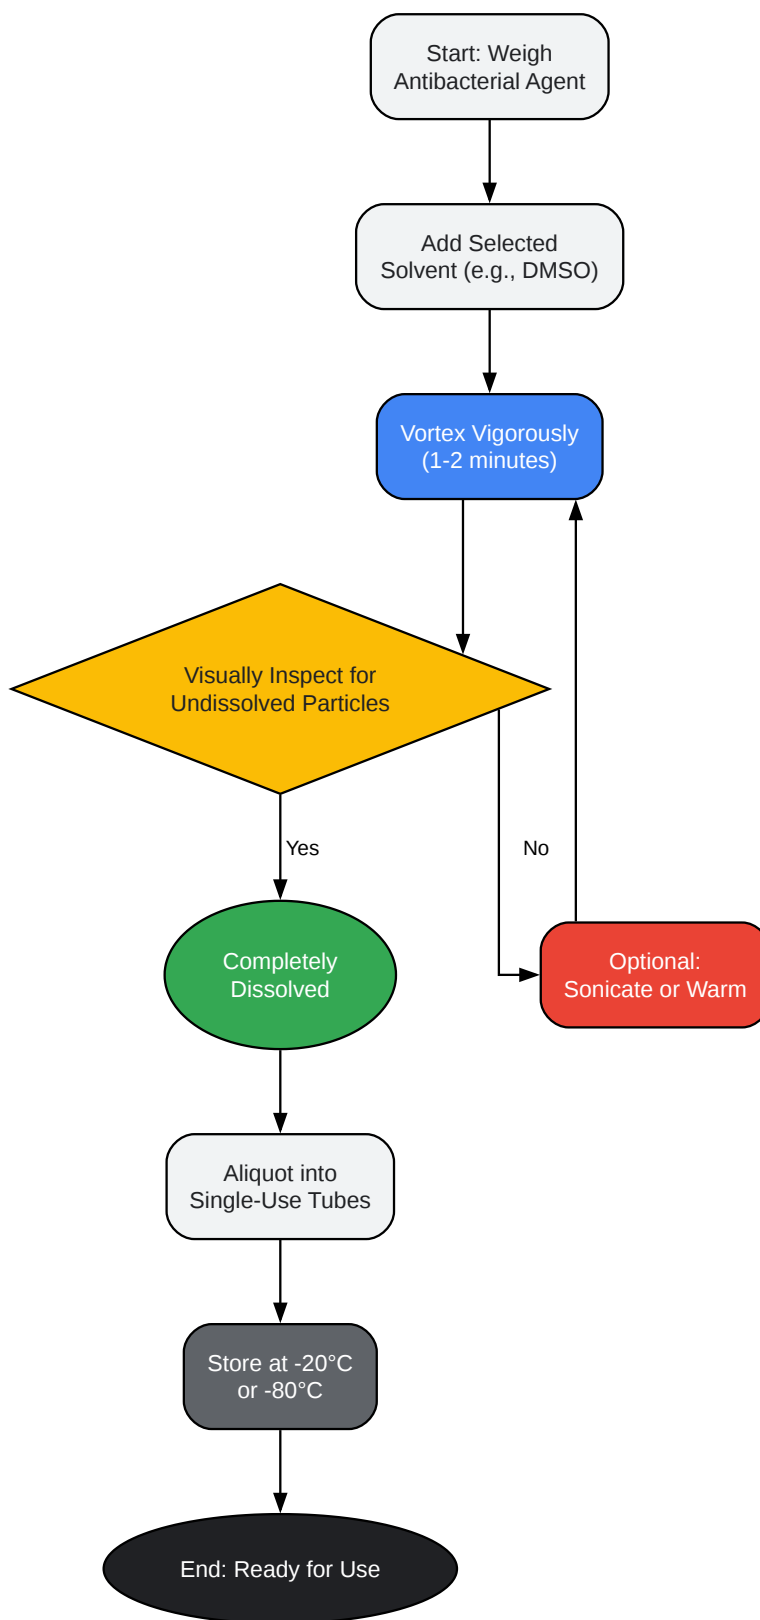 Start: Weigh
Antibacterial Agent
Add Selected
Solvent (e.g., DMSO)
Vortex Vigorously
(1-2 minutes)
Visually Inspect for
Undissolved Particles
Yes
No
Completely
Dissolved
Optional:
Sonicate or Warm
Aliquot into
Single-Use Tubes
Store at -20°C
or -80°C
End: Ready for Use